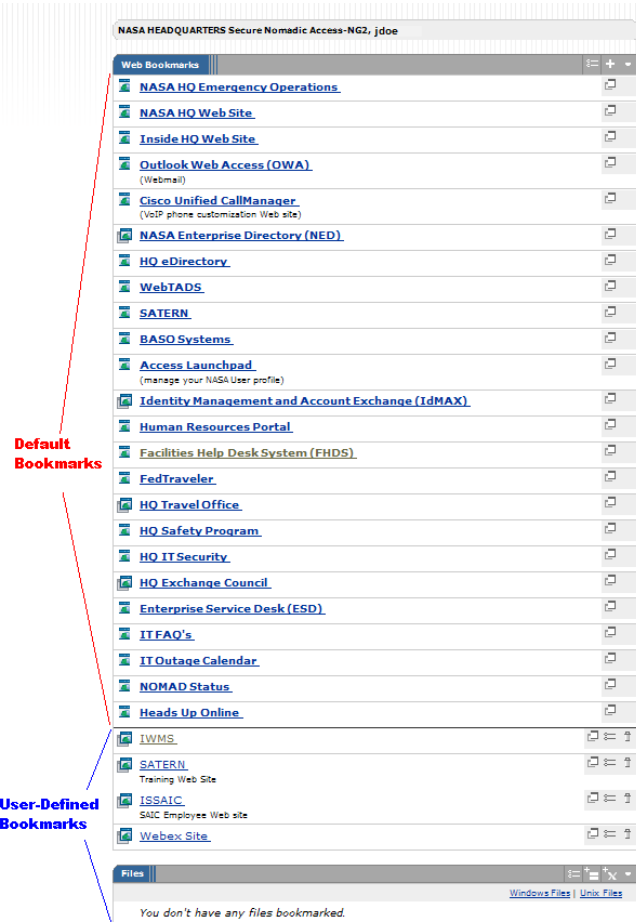 NASA HEADQUARTERS Secure Nomadic Access-NG2, jdoe
Web Bookmarks
NASA HQ Emergency Operations
NASA HQ Web Site
Inside HQ Web Site
Outlook Web Access (OWA)
(Webmail)
Cisco Unified CallManager
(VoIP phone customization Web site)
NASA Enterprise Directory (NED)
HQ eDirectory
WebTADS
SATERN
BASO Systems
Access Launchpad
(manage your NASA User profile)
Identity Management and Account Exchange (IdMAX)
Human Resources Portal
Default
Bookmarks
Facilities Help Desk System (FHDS)
FedTraveler
HQ Travel Office
HQ Safety Program
HQ IT Security
HQ Exchange Council
Enterprise Service Desk (ESD)
IT FAQ's
IT Outage Calendar
NOMAD Status
Heads Up Online
IWMS
SATERN
Training Web Site
User-Defined
Bookmarks
ISSAIC
SAIC Employee Web site
Webex Site
Files
Windows Files | Unix Files
You don't have any files bookmarked.